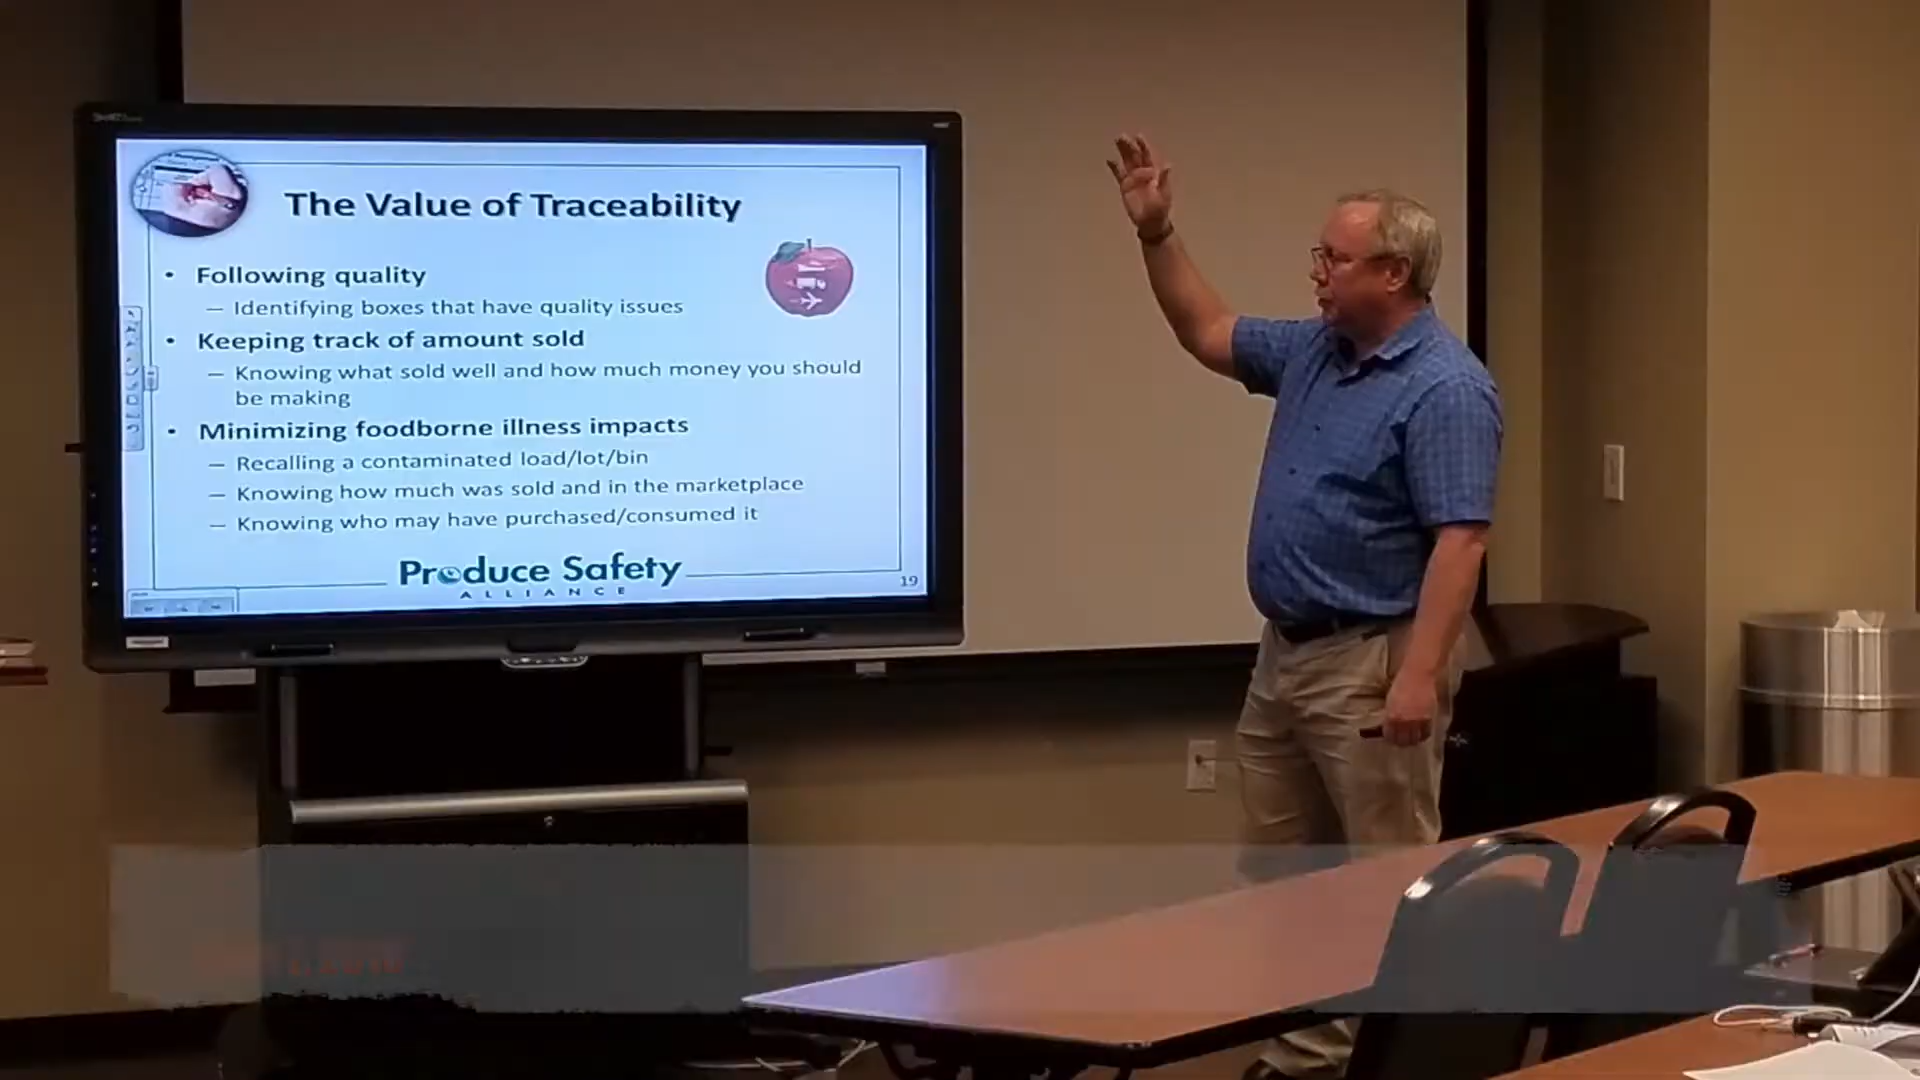 The Value of Traceability
• Following quality
– Identifying boxes that have quality issues
• Keeping track of amount sold
– Knowing what sold well and how much money you should
be making
• Minimizing foodborne illness impacts
– Recalling a contaminated load/lot/bin
– Knowing how much was sold and in the marketplace
– Knowing who may have purchased/consumed it
Produce Safety
ALLIANCE
19